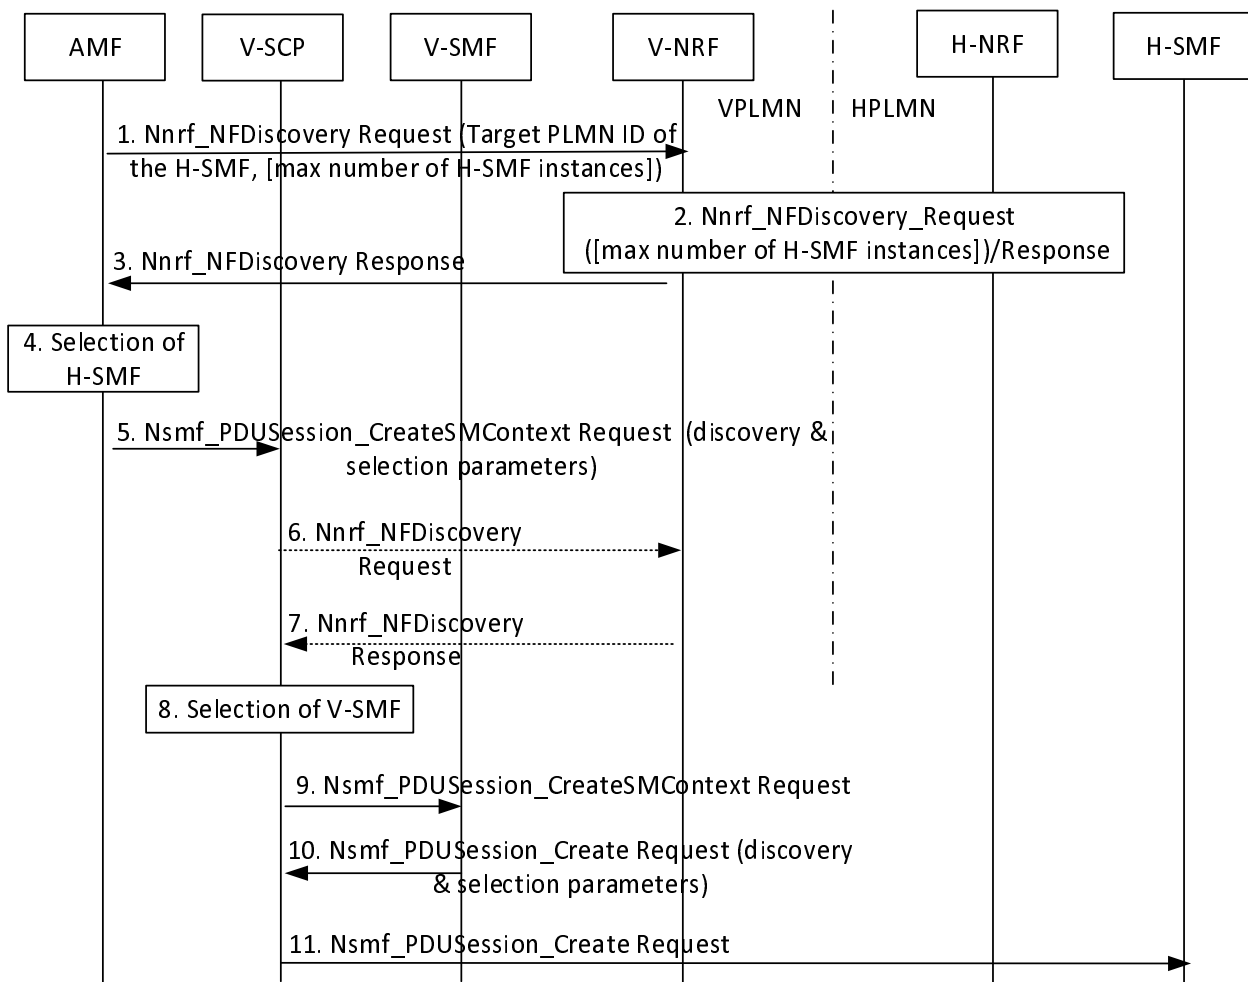 AMF
V-SCP
V-SMF
V-NRF
H-NRF
H-SMF
VPLMN
HPLMN
1. Nnrf_NFDiscovery Request (Target PLMN ID of
the H-SMF, [max number of H-SMF instances])
2. Nnrf_NFDiscovery_Request
([max number of H-SMF instances])/Response
3. Nnrf_NFDiscovery Response
4. Selection of
H-SMF
5. Nsmf_PDUSession_CreateSMContext Request (discovery &
selection parameters)
6. Nnrf_NFDiscovery
Request
7. Nnrf_NFDiscovery
Response
8. Selection of V-SMF
9. Nsmf_PDUSession_CreateSMContext Request
10. Nsmf_PDUSession_Create Request (discovery
& selection parameters)
11. Nsmf_PDUSession_Create Request